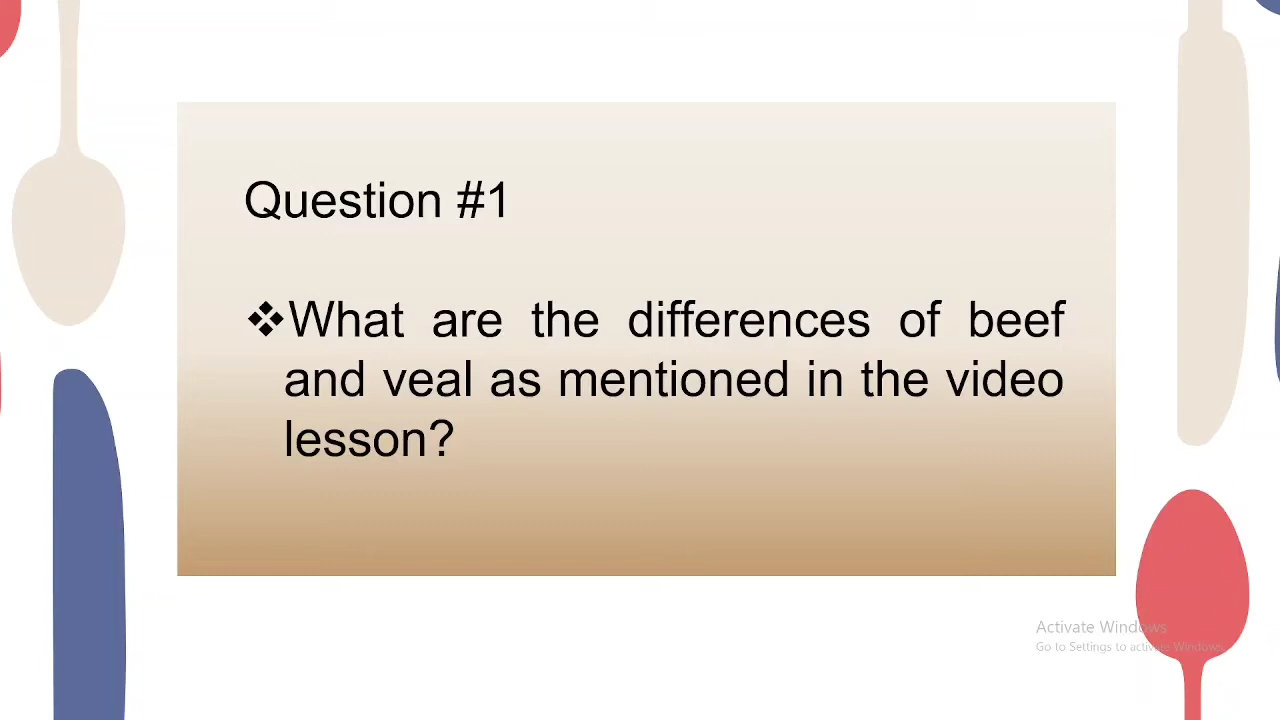 Question #1
❖What are the differences of beef
and veal as mentioned in the video
lesson?
Activate Windows
Go to Settings to activate Windows.